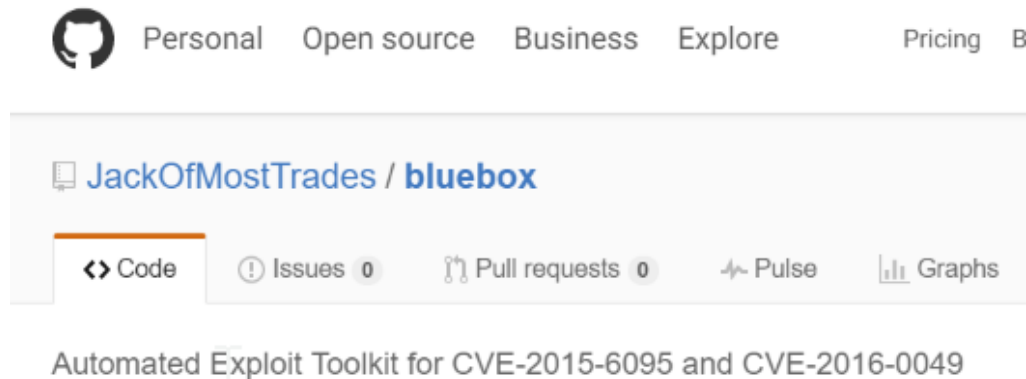 Personal Open source Business Explore Pricing B
JackOfMostTrades / bluebox
Code Issues 0 Pull requests 0 Pulse Graphs
Automated Exploit Toolkit for CVE-2015-6095 and CVE-2016-0049